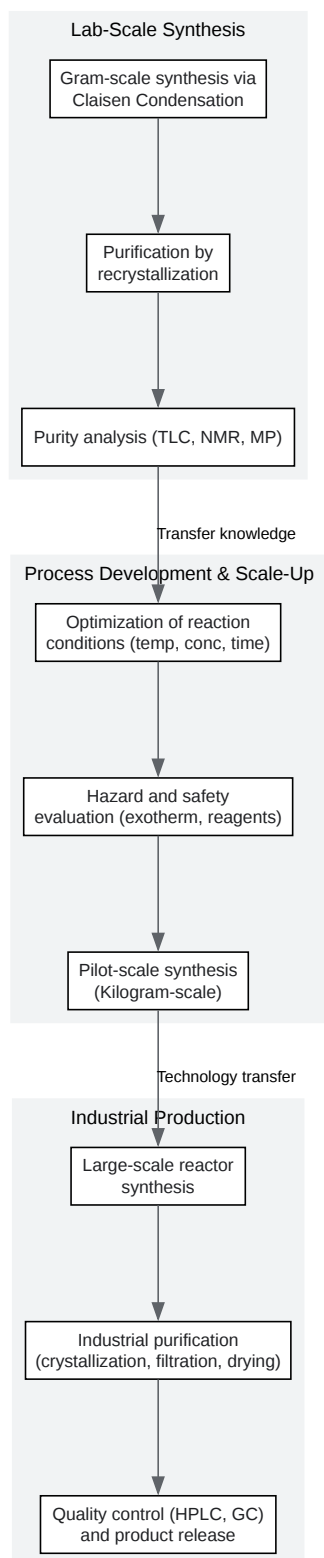 Lab-Scale Synthesis
Gram-scale synthesis via
Claisen Condensation
Purification by
recrystallization
Purity analysis (TLC, NMR, MP)
Transfer knowledge
Process Development & Scale-Up
Optimization of reaction
conditions (temp, conc, time)
Hazard and safety
evaluation (exotherm, reagents)
Pilot-scale synthesis
(Kilogram-scale)
Technology transfer
Industrial Production
Large-scale reactor
synthesis
Industrial purification
(crystallization, filtration, drying)
Quality control (HPLC, GC)
and product release